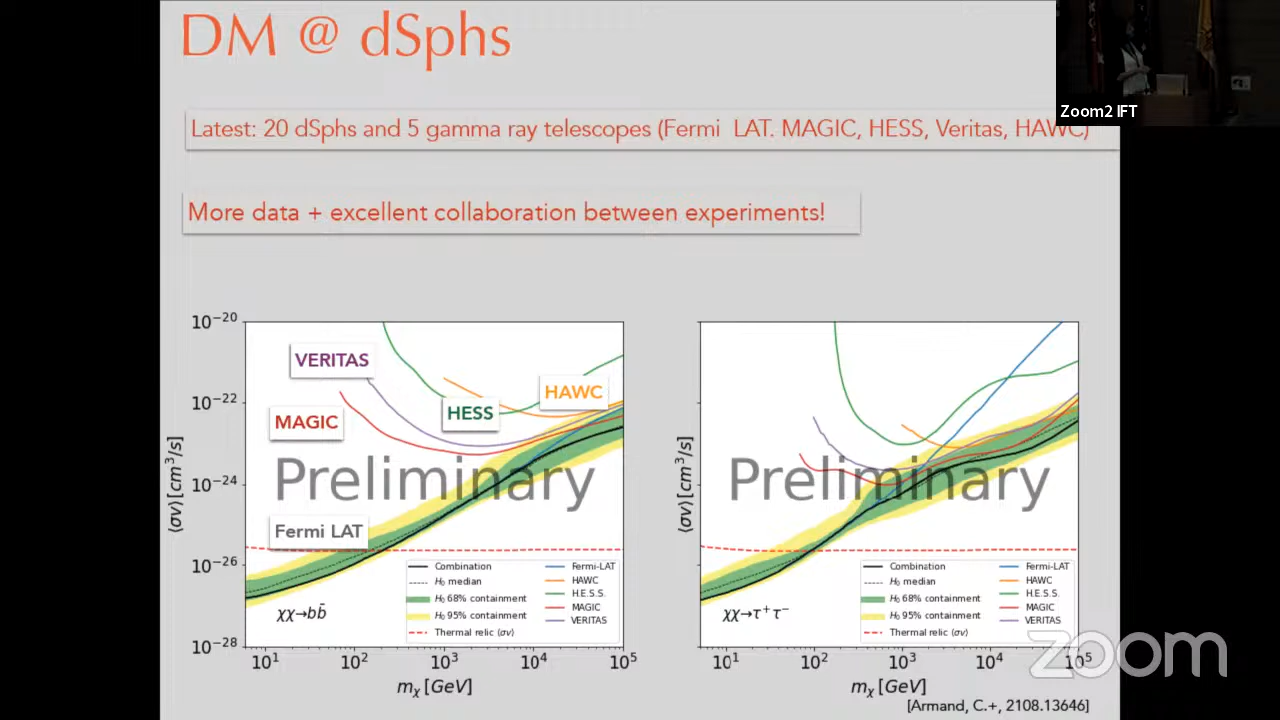 DM @ dSphs
Zoom2 IFT
Latest: 20 dSphs and 5 gamma ray telescopes (Fermi LAT. MAGIC, HESS, Veritas, HAWC)
More data + excellent collaboration between experiments!
10⁻²⁰
10⁻²²
10⁻²⁴
10⁻²⁶
10⁻²⁸
⟨σv⟩ [cm³/s]
VERITAS
MAGIC
HESS
HAWC
Preliminary
Fermi LAT
Combination
H₀ median
H₀ 68% containment
H₀ 95% containment
Thermal relic ⟨σv⟩
Fermi-LAT
HAWC
H.E.S.S.
MAGIC
VERITAS
χχ→bb̄
10¹ 10² 10³ 10⁴ 10⁵
mχ [GeV]
⟨σv⟩ [cm³/s]
Preliminary
Combination
H₀ median
H₀ 68% containment
H₀ 95% containment
Thermal relic ⟨σv⟩
Fermi-LAT
HAWC
H.E.S.S.
MAGIC
VERITAS
χχ→τ⁺τ⁻
10¹ 10² 10³ 10⁴ 10⁵
mχ [GeV]
zoom
[Armand, C.+, 2108.13646]